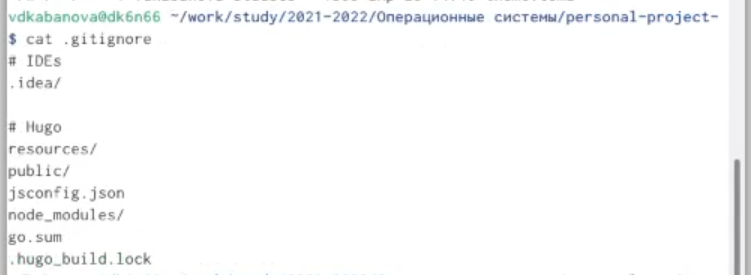 vdkabanova@dk6n66 ~/work/study/2021-2022/Операционные системы/personal-project-
$ cat .gitignore
# IDEs
.idea/

# Hugo
resources/
public/
jsconfig.json
node_modules/
go.sum
.hugo_build.lock